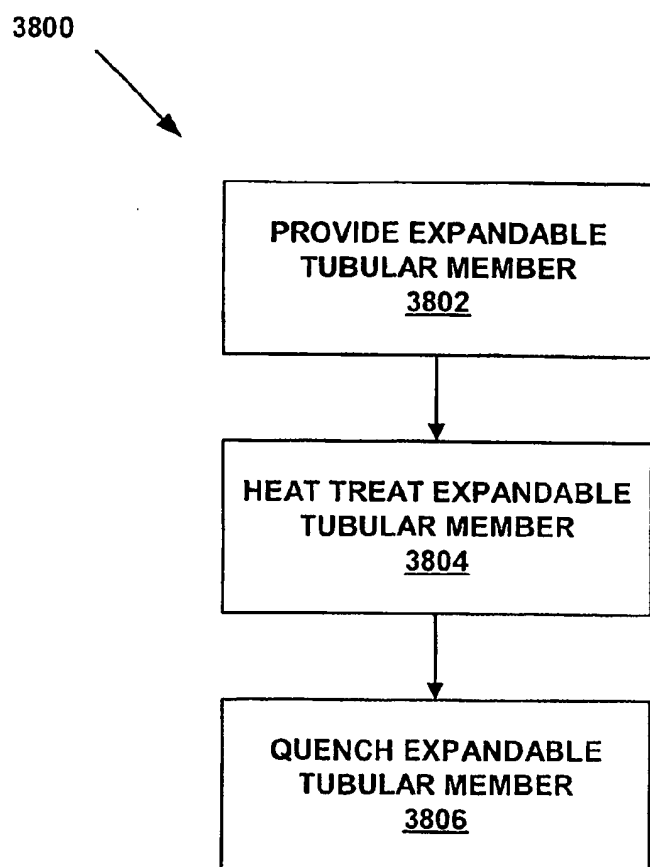 3800
PROVIDE EXPANDABLE
TUBULAR MEMBER
3802
HEAT TREAT EXPANDABLE
TUBULAR MEMBER
3804
QUENCH EXPANDABLE
TUBULAR MEMBER
3806